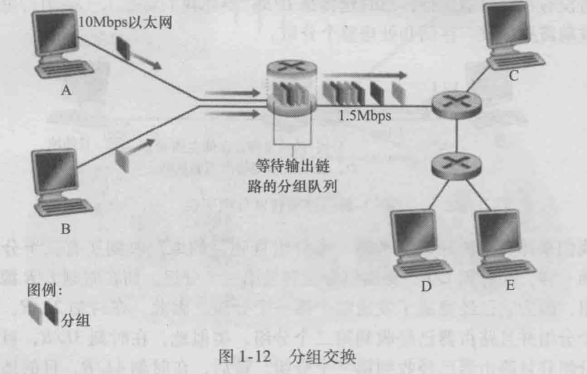 10Mbps以太网
A
C
1.5Mbps
等待输出链
路的分组队列
B
D
E
图例:
分组
图1-12 分组交换